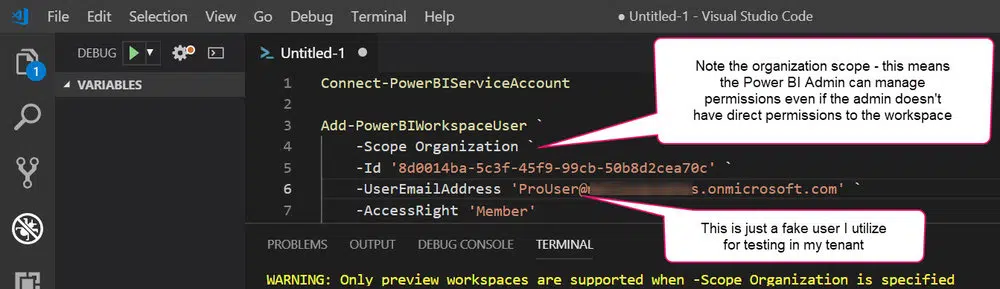 File Edit View Go Debug Terminal Help ● Untitled-1 - Visual Studio Code
DEBUG
Untitled-1 ●
1
VARIABLES
1 Connect-PowerBIServiceAccount
2
3 Add-PowerBIWorkspaceUser `
4 -Scope Organization `
5 -Id '8d0014ba-5c3f-45f9-99cb-50b8d2cea70c' `
6 -UserEmailAddress 'ProUser@ s.onmicrosoft.com' `
7 -AccessRight 'Member'
Note the organization scope - this means
the Power BI Admin can manage
permissions even if the admin doesn't
have direct permissions to the workspace
This is just a fake user I utilize
for testing in my tenant
PROBLEMS OUTPUT DEBUG CONSOLE TERMINAL
WARNING: Only preview workspaces are supported when -Scope Organization is specified